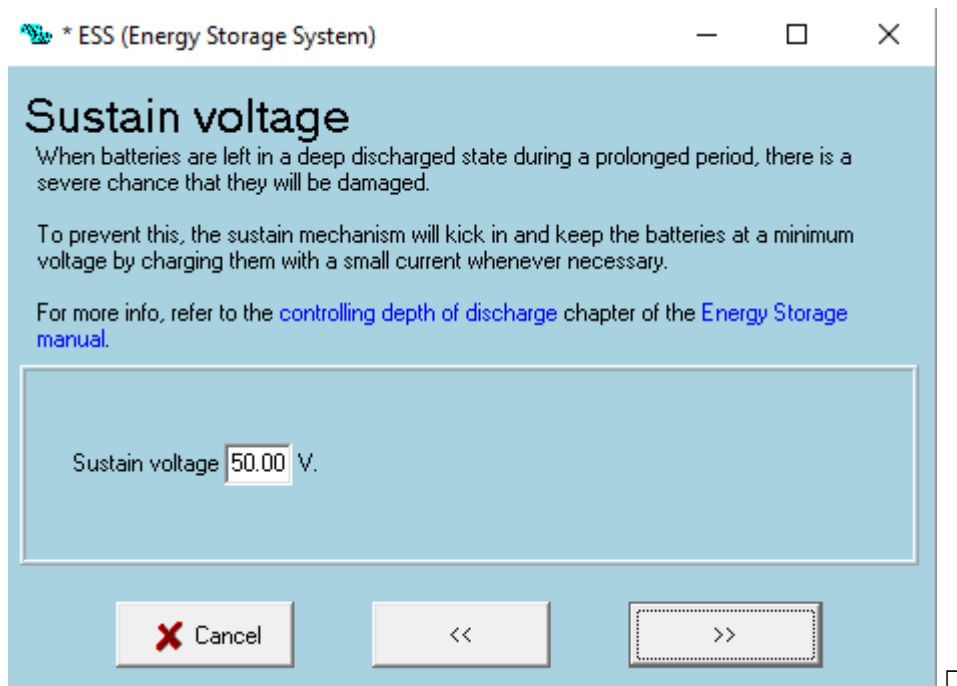 * ESS (Energy Storage System)
Sustain voltage
When batteries are left in a deep discharged state during a prolonged period, there is a
severe chance that they will be damaged.
To prevent this, the sustain mechanism will kick in and keep the batteries at a minimum
voltage by charging them with a small current whenever necessary.
For more info, refer to the controlling depth of discharge chapter of the Energy Storage
manual.
Sustain voltage 50.00 V.
Cancel
<<
>>